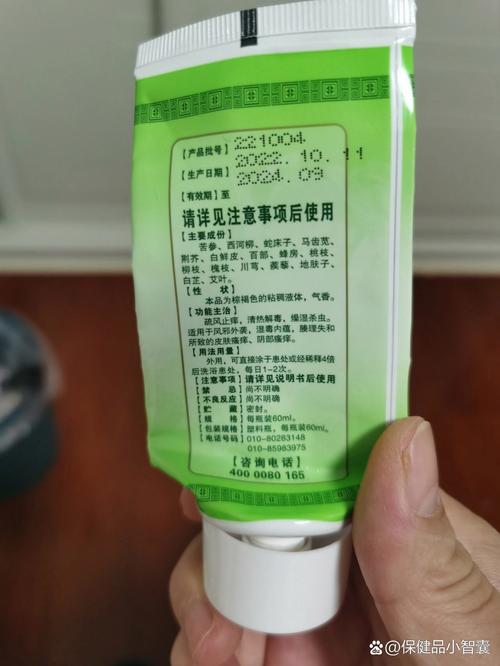 【产品批号】 221004
【生产日期】 2022.10.11
【有效期】至 2024.09
请详见注意事项后使用
【主要成份】
苦参、西河柳、蛇床子、马齿苋、
荆芥、白鲜皮、百部、蜂房、桃枝、
柳枝、槐枝、川芎、蒺藜、地肤子、
白芷、艾叶。
【性 状】
本品为棕褐色的粘稠液体，气香。
【功能主治】
疏风止痒，清热解毒，燥湿杀虫。
适用于风邪外袭，湿毒内蕴，腠理失和
所致的皮肤瘙痒、阴部瘙痒。
【用法用量】
外用，可直接涂于患处或经稀释4倍
后洗浴患处，每日1-2次。
【注意事项】请详见说明书后使用
【禁 忌】尚不明确
【不良反应】尚不明确
【贮 藏】密封。
【规 格】每瓶装60ml。
【包装规格】塑料瓶，每瓶装60ml。
【电话号码】010-80283148
010-85983975
【咨询电话】
400 0080 165
保健品小智囊